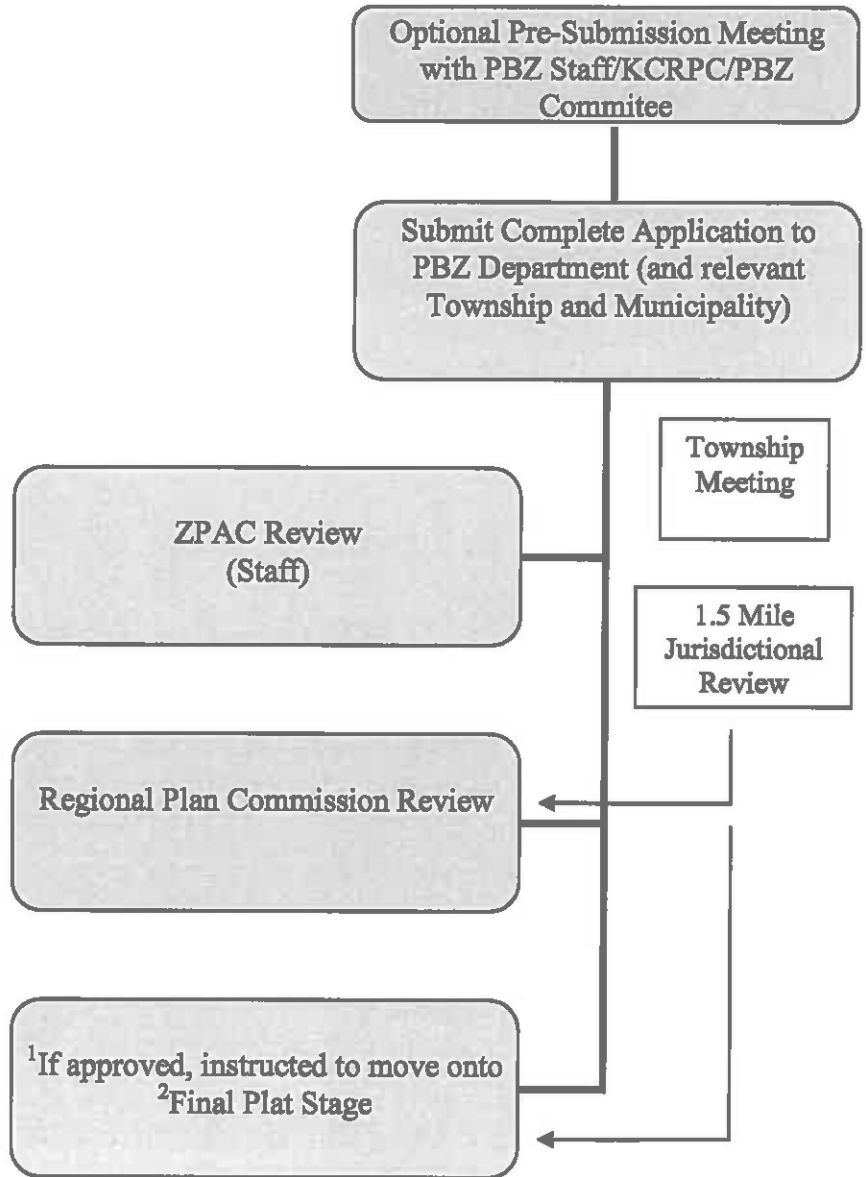 Optional Pre-Submission Meeting
with PBZ Staff/KCRPC/PBZ
Commitee
Submit Complete Application to
PBZ Department (and relevant
Township and Municipality)
Township
Meeting
ZPAC Review
(Staff)
1.5 Mile
Jurisdictional
Review
Regional Plan Commission Review
¹If approved, instructed to move onto
²Final Plat Stage